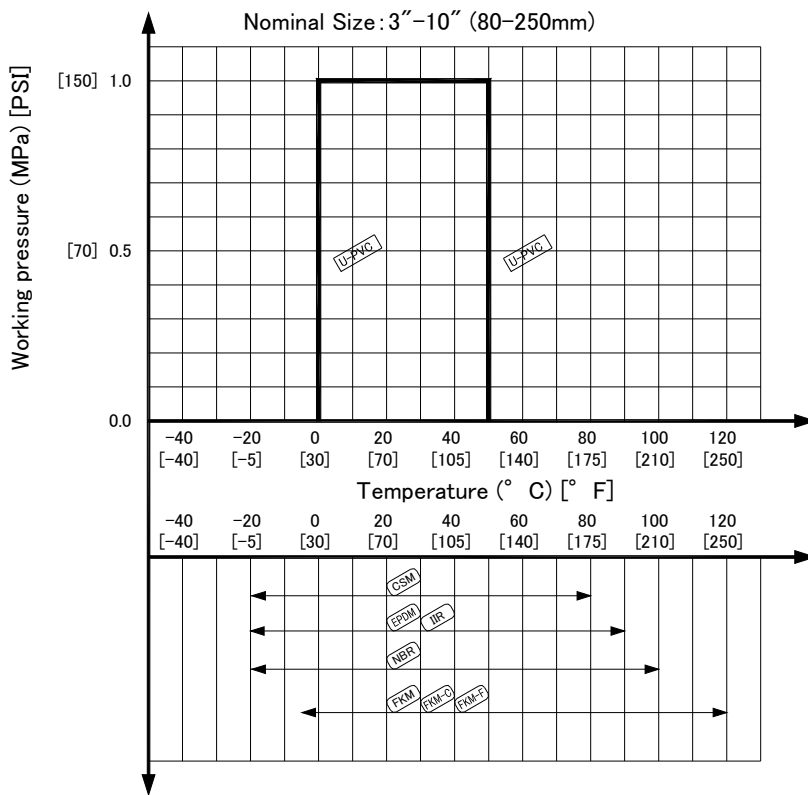 Nominal Size: 3"-10" (80-250mm)
Working pressure (MPa) [PSI]
[150] 1.0
[70] 0.5
0.0
U-PVC
U-PVC
-40 -20 0 20 40 60 80 100 120
[-40] [-5] [30] [70] [105] [140] [175] [210] [250]
Temperature (° C) [° F]
-40 -20 0 20 40 60 80 100 120
[-40] [-5] [30] [70] [105] [140] [175] [210] [250]
CSM
EPDM IIR
NBR
FKM FKM-C FKM-F